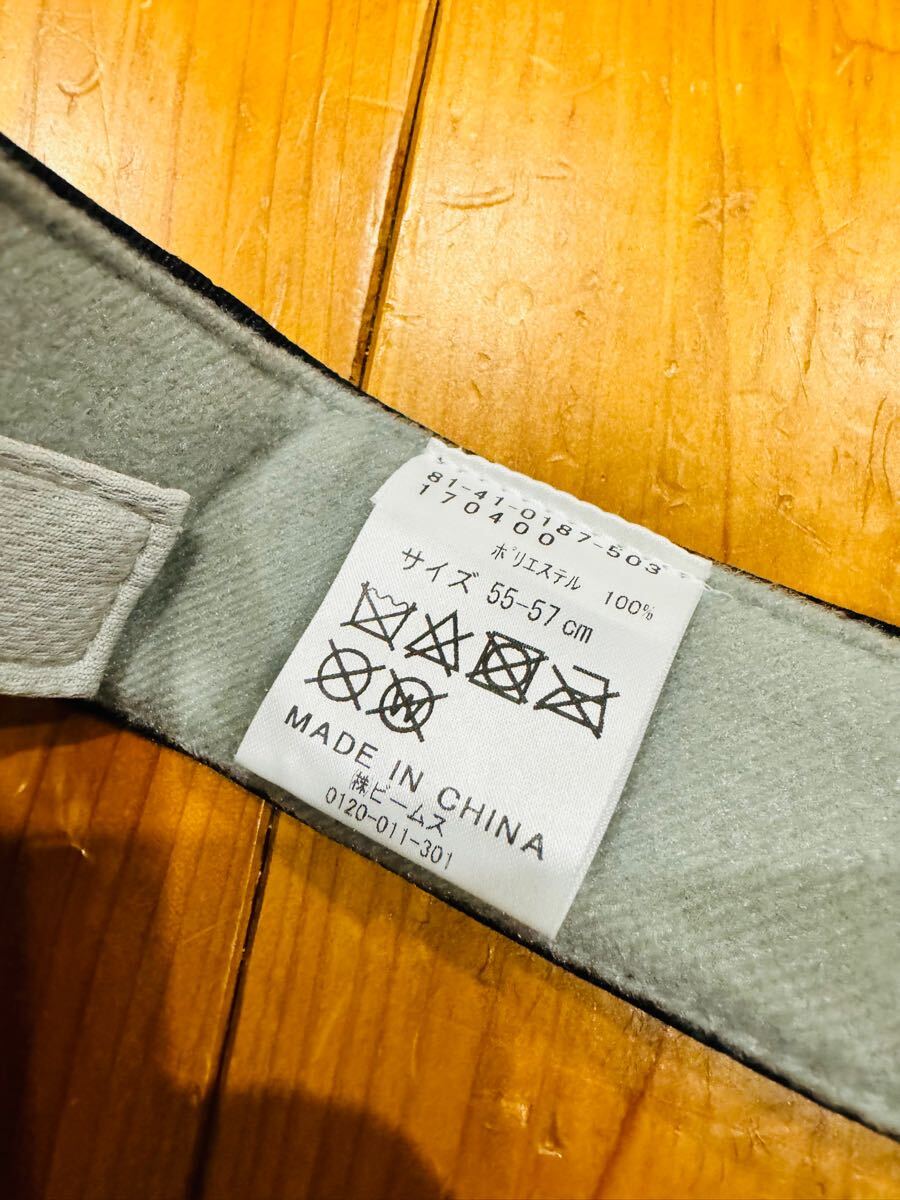 81-41-0187-503
170400
ポリエステル 100%
サイズ 55-57cm
W
MADE IN CHINA
㈱ビームス
0120-011-301